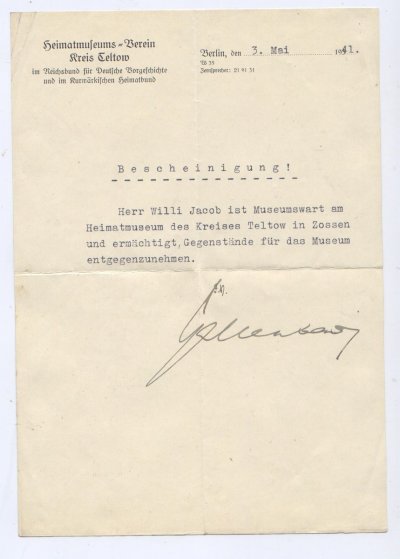 Heimatmuseums-Verein
Kreis Teltow
im Reichsbund für Deutsche Vorgeschichte
und im Kurmärkischen Heimatbund
Berlin, den 3. Mai 1941.
W 35
Fernsprecher: 21 91 31
Bescheinigung!
Herr Willi Jacob ist Museumswart am
Heimatmuseum des Kreises Teltow in Zossen
und ermächtigt, Gegenstände für das Museum
entgegenzunehmen.